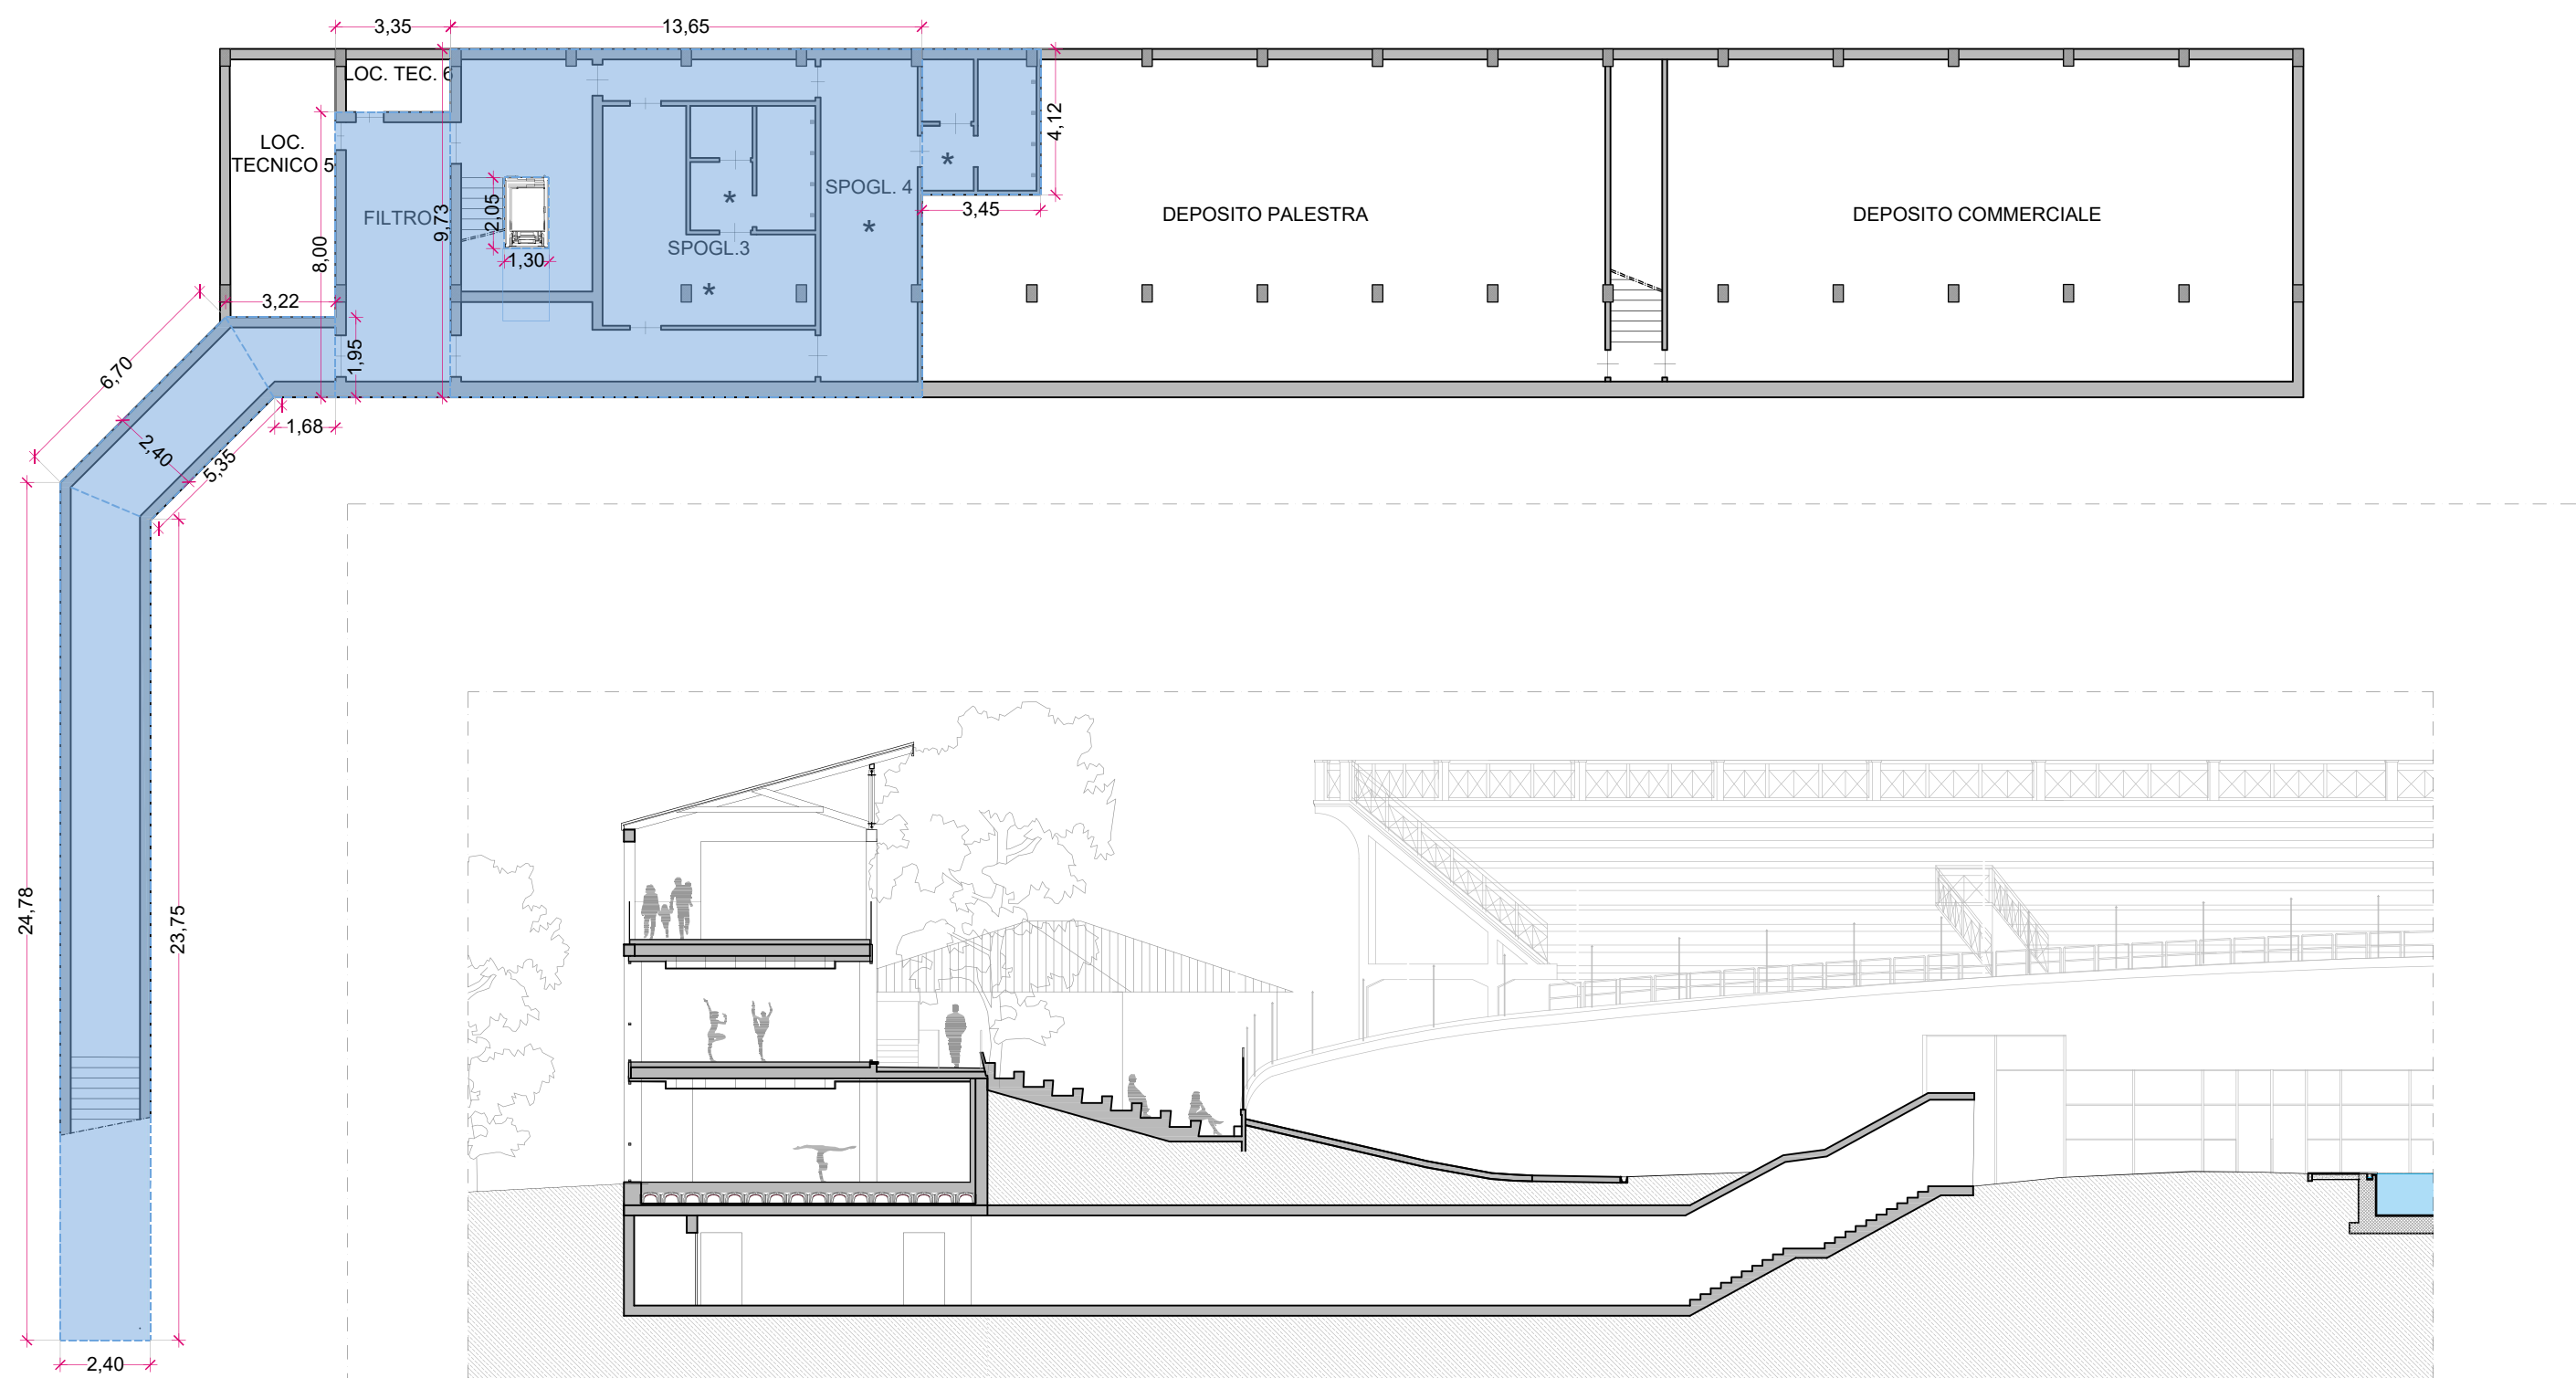 3,35
13,65
LOC. TEC. 6
LOC.
TECNICO 5
4,12
SPOGL. 4
*
*
2,05
FILTRO
9,73
3,45
DEPOSITO PALESTRA
DEPOSITO COMMERCIALE
*
SPOGL.3
8,00
1,30
*
3,22
1,95
6,70
1,68
2,40
5,35
24,78
23,75
2,40